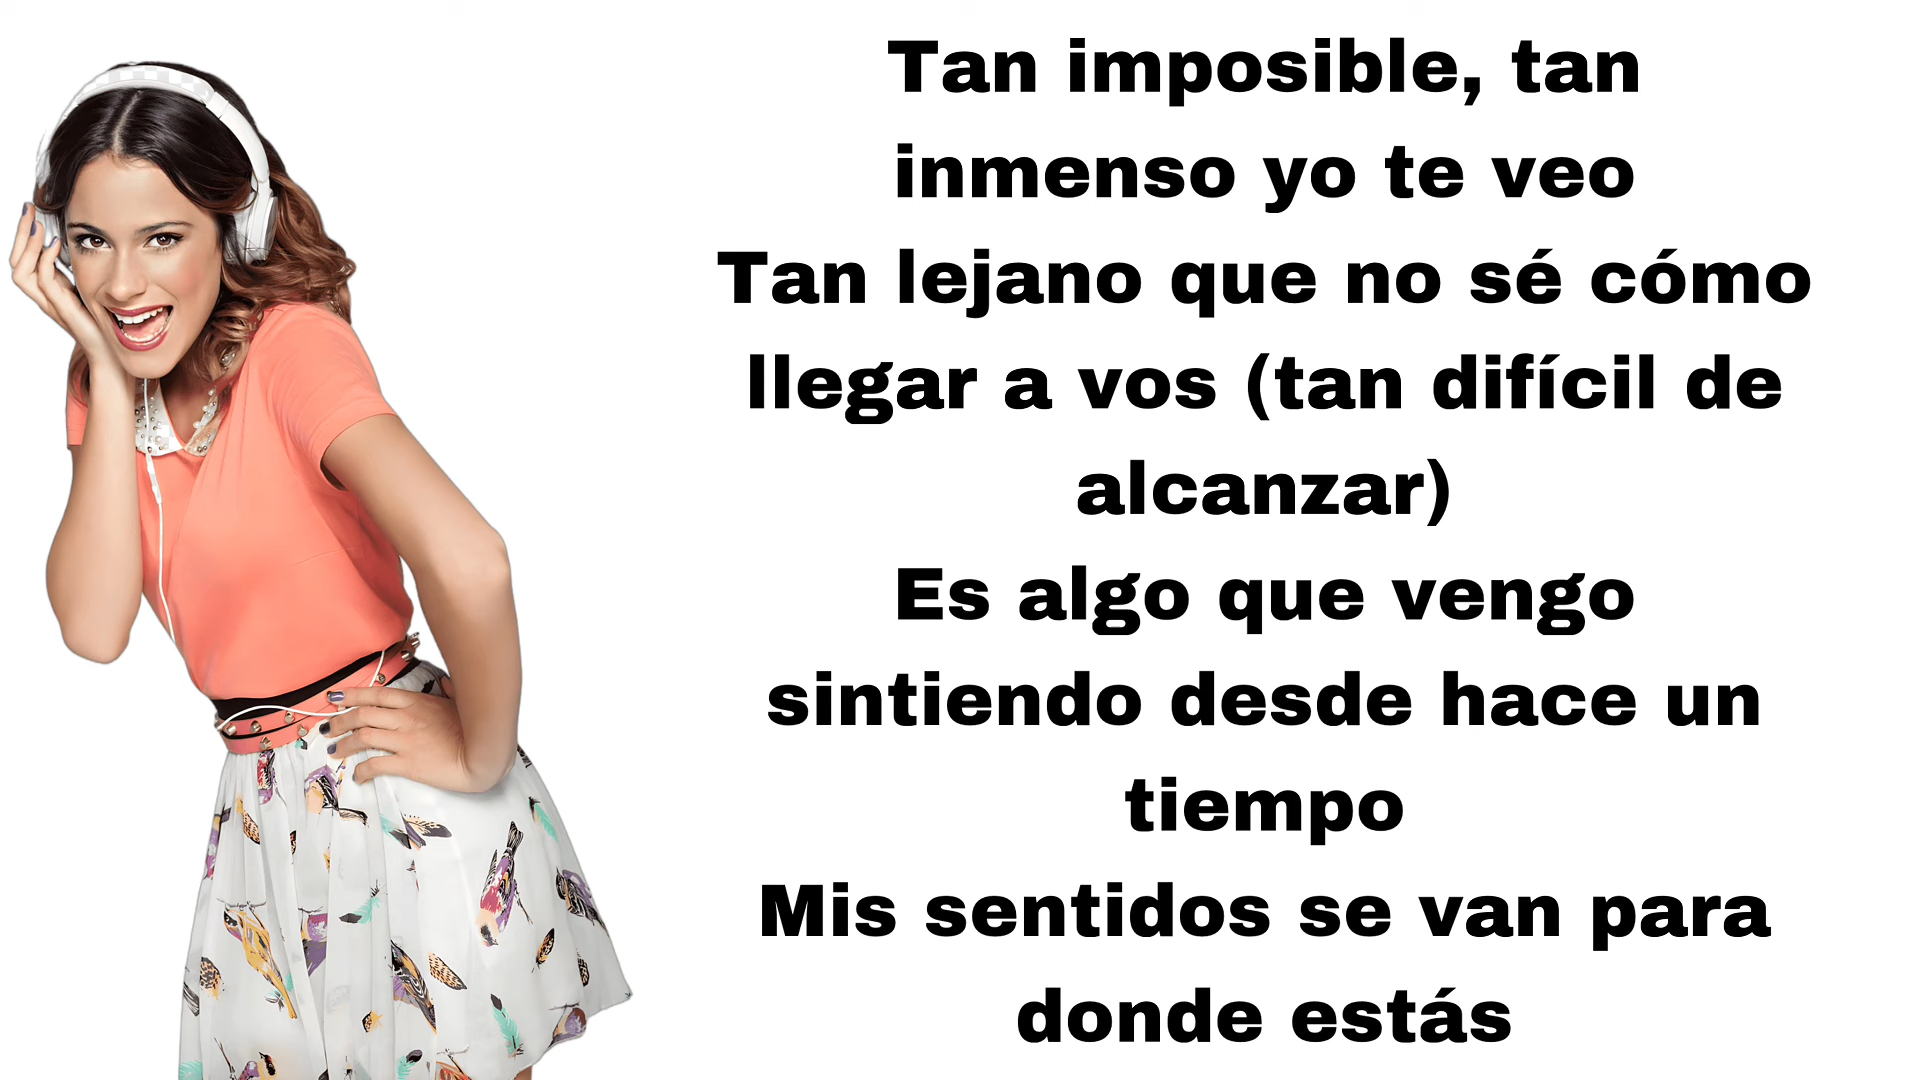 Tan imposible, tan
inmenso yo te veo
Tan lejano que no sé cómo
llegar a vos (tan difícil de
alcanzar)
Es algo que vengo
sintiendo desde hace un
tiempo
Mis sentidos se van para
donde estás